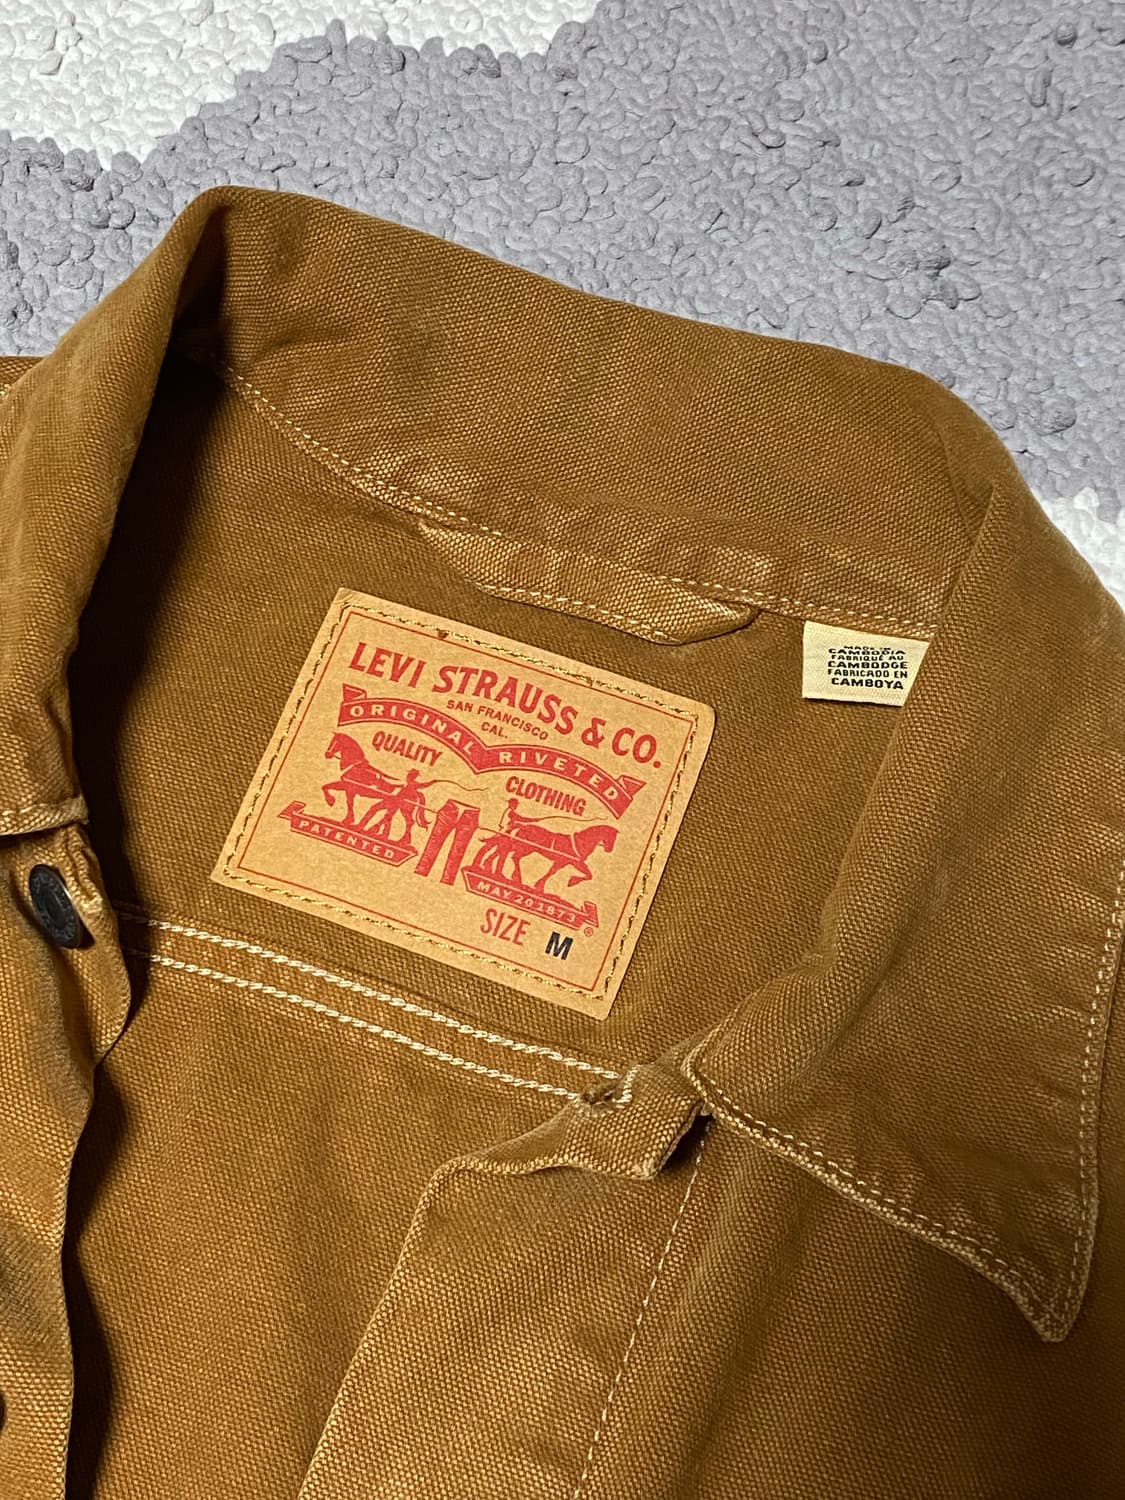 LEVI STRAUSS & CO.
SAN FRANCISCO
CAL.
ORIGINAL RIVETED
QUALITY CLOTHING
PATENTED MAY 20 1873
®
SIZE M
MADE IN
CAMBODIA
FABRIQUÉ AU
CAMBODGE
FABRICADO EN
CAMBOYA